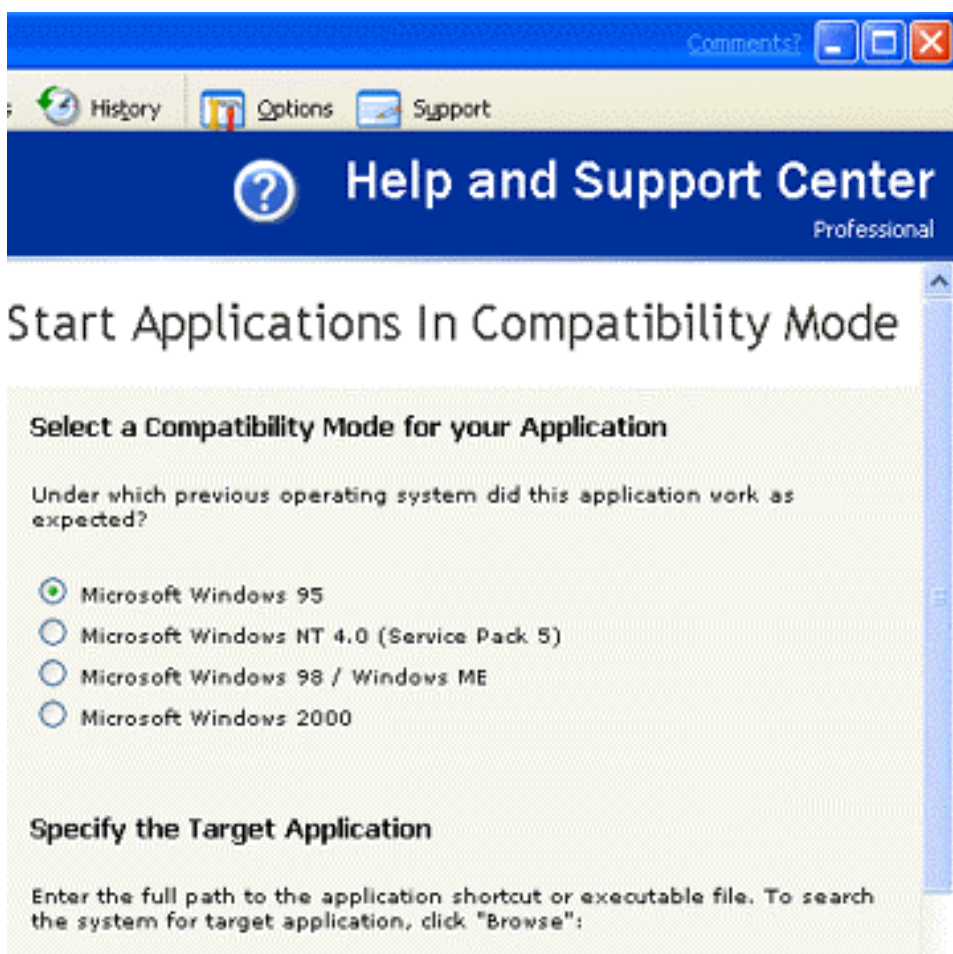 Comments?
History Options Support
Help and Support Center
Professional
Start Applications In Compatibility Mode
Select a Compatibility Mode for your Application
Under which previous operating system did this application work as
expected?
Microsoft Windows 95
Microsoft Windows NT 4.0 (Service Pack 5)
Microsoft Windows 98 / Windows ME
Microsoft Windows 2000
Specify the Target Application
Enter the full path to the application shortcut or executable file. To search
the system for target application, click "Browse":